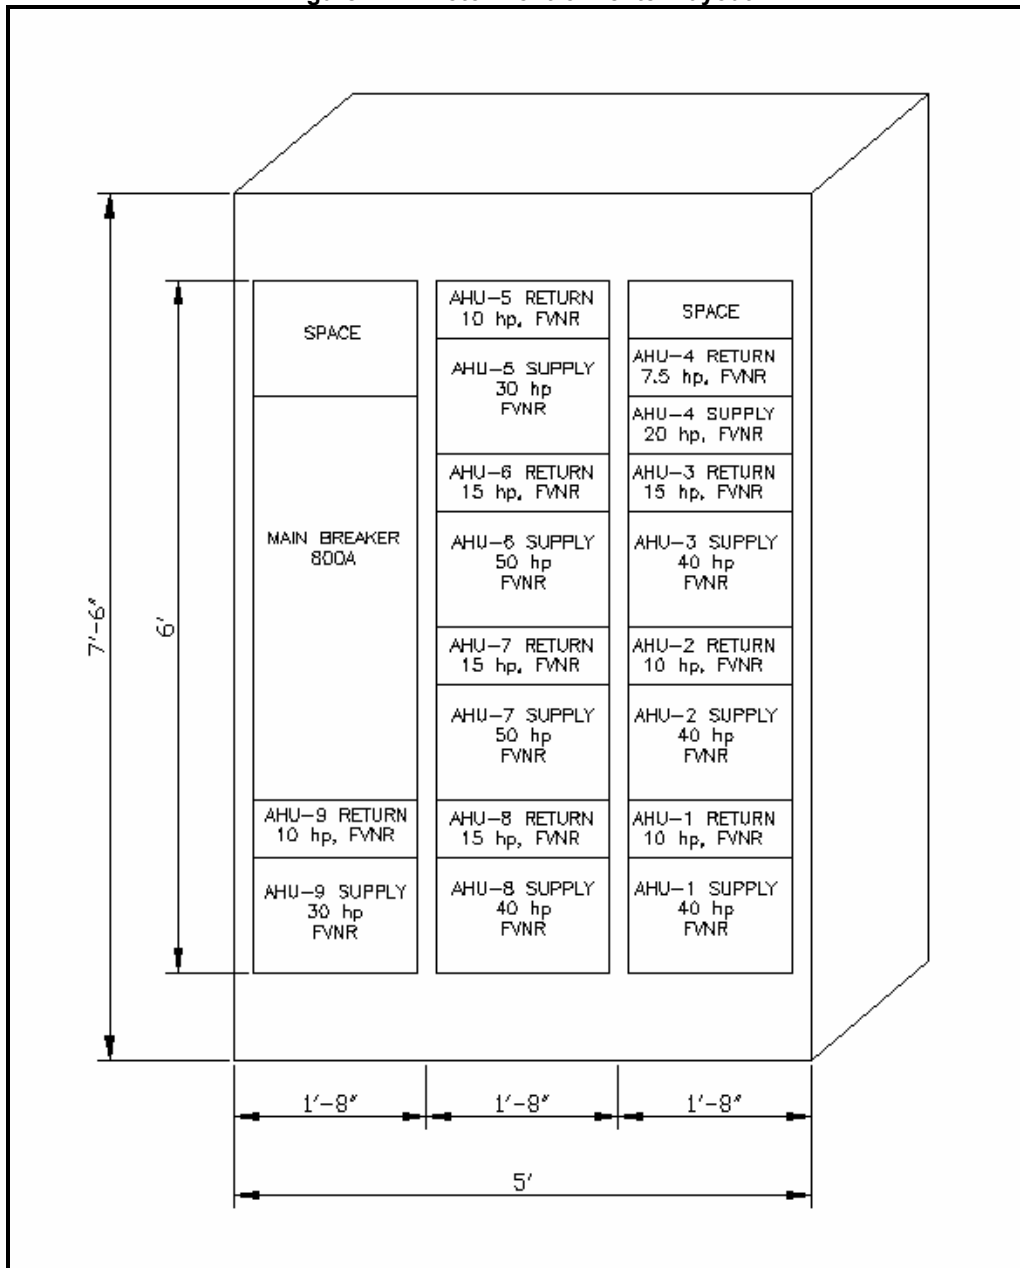 SPACE
MAIN BREAKER
800A
AHU-9 RETURN
10 hp, FVNR
AHU-9 SUPPLY
30 hp
FVNR
AHU-5 RETURN
10 hp, FVNR
AHU-5 SUPPLY
30 hp
FVNR
AHU-6 RETURN
15 hp, FVNR
AHU-6 SUPPLY
50 hp
FVNR
AHU-7 RETURN
15 hp, FVNR
AHU-7 SUPPLY
50 hp
FVNR
AHU-8 RETURN
15 hp, FVNR
AHU-8 SUPPLY
40 hp
FVNR
SPACE
AHU-4 RETURN
7.5 hp, FVNR
AHU-4 SUPPLY
20 hp, FVNR
AHU-3 RETURN
15 hp, FVNR
AHU-3 SUPPLY
40 hp
FVNR
AHU-2 RETURN
10 hp, FVNR
AHU-2 SUPPLY
40 hp
FVNR
AHU-1 RETURN
10 hp, FVNR
AHU-1 SUPPLY
40 hp
FVNR
7'-6"
6'
1'-8" 1'-8" 1'-8"
5'